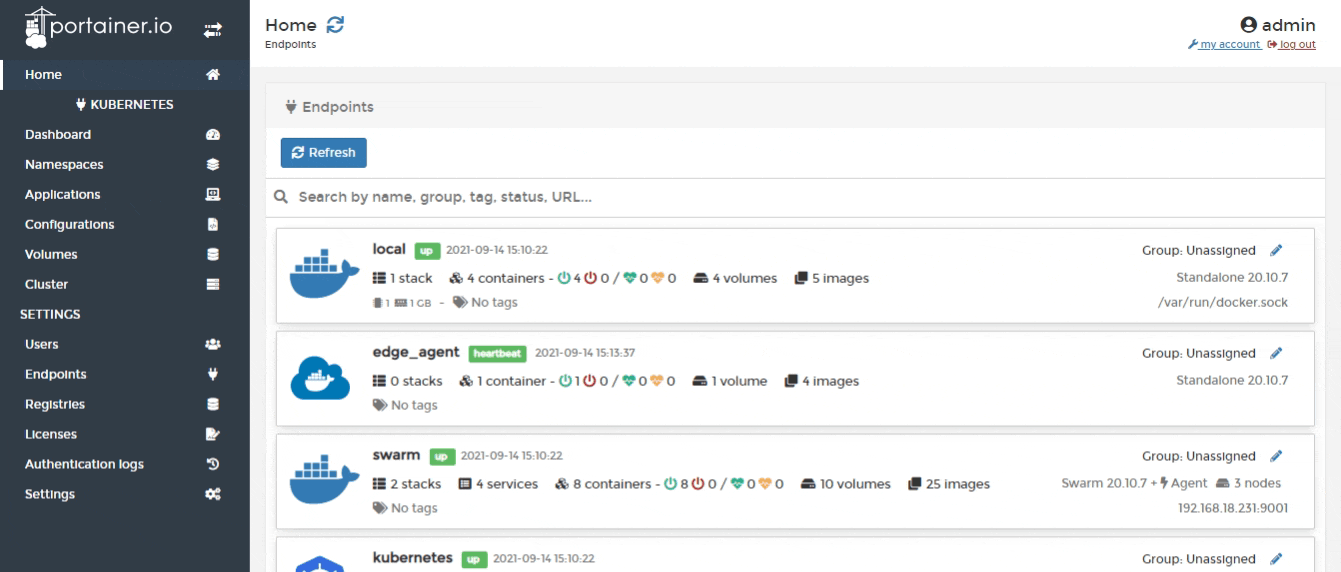 portainer.io
Home
KUBERNETES
Dashboard
Namespaces
Applications
Configurations
Volumes
Cluster
SETTINGS
Users
Endpoints
Registries
Licenses
Authentication logs
Settings
Home
Endpoints
admin
my account log out
Endpoints
Refresh
Search by name, group, tag, status, URL...
local up 2021-09-14 15:10:22 Group: Unassigned
1 stack 4 containers - 4 0 / 0 0 4 volumes 5 images Standalone 20.10.7
1 1 GB - No tags /var/run/docker.sock
edge_agent heartbeat 2021-09-14 15:13:37 Group: Unassigned
0 stacks 1 container - 1 0 / 0 0 1 volume 4 images Standalone 20.10.7
No tags
swarm up 2021-09-14 15:10:22 Group: Unassigned
2 stacks 4 services 8 containers - 8 0 / 0 0 10 volumes 25 images Swarm 20.10.7 + Agent 3 nodes
No tags 192.168.18.231:9001
kubernetes up 2021-09-14 15:10:22 Group: Unassigned